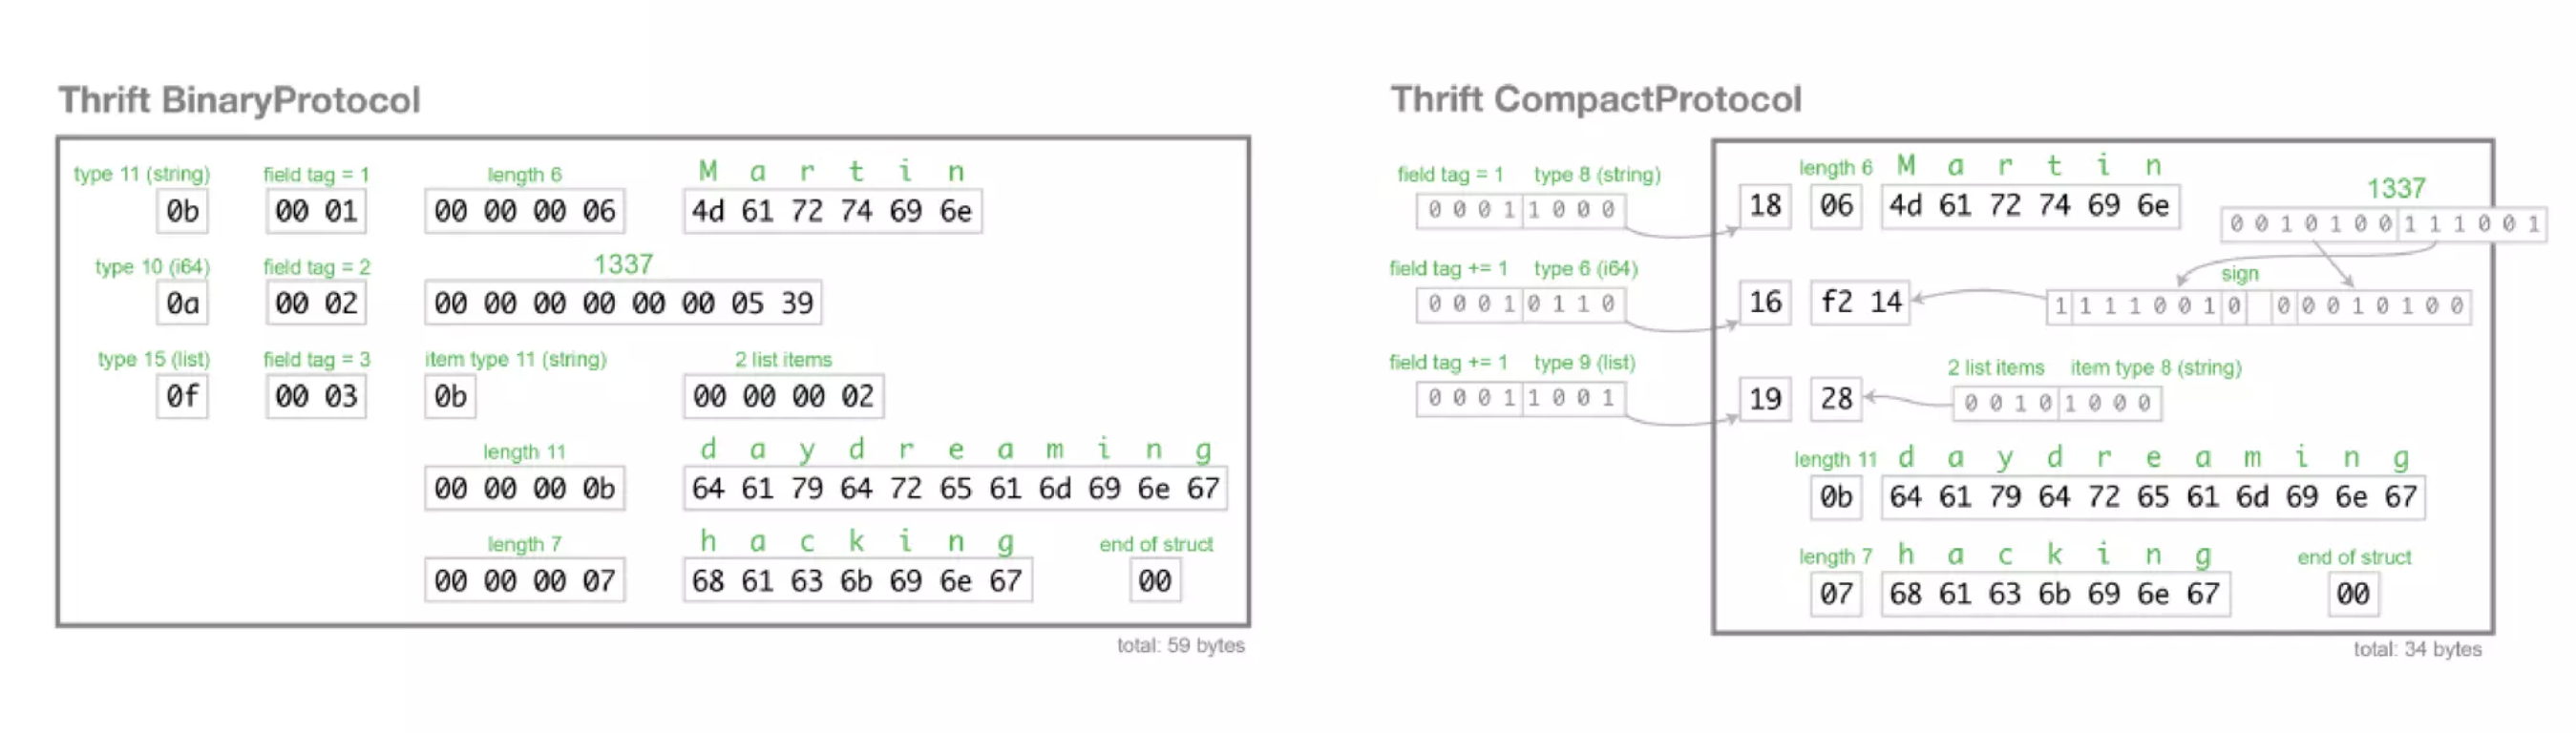 Thrift BinaryProtocol
type 11 (string) field tag = 1 length 6 M a r t i n
0b 00 01 00 00 00 06 4d 61 72 74 69 6e
type 10 (i64) field tag = 2 1337
0a 00 02 00 00 00 00 00 00 05 39
type 15 (list) field tag = 3 item type 11 (string) 2 list items
0f 00 03 0b 00 00 00 02
length 11 d a y d r e a m i n g
00 00 00 0b 64 61 79 64 72 65 61 6d 69 6e 67
length 7 h a c k i n g end of struct
00 00 00 07 68 61 63 6b 69 6e 67 00
total: 59 bytes
Thrift CompactProtocol
field tag = 1 type 8 (string) length 6 M a r t i n
0 0 0 1 1 0 0 0 18 06 4d 61 72 74 69 6e
1337
0 0 1 0 1 0 0 1 1 1 0 0 1
field tag += 1 type 6 (i64) sign
0 0 0 1 0 1 1 0 16 f2 14 1 1 1 1 0 0 1 0 0 0 0 1 0 1 0 0
field tag += 1 type 9 (list) 2 list items item type 8 (string)
0 0 0 1 1 0 0 1 19 28 0 0 1 0 1 0 0 0
length 11 d a y d r e a m i n g
0b 64 61 79 64 72 65 61 6d 69 6e 67
length 7 h a c k i n g end of struct
07 68 61 63 6b 69 6e 67 00
total: 34 bytes